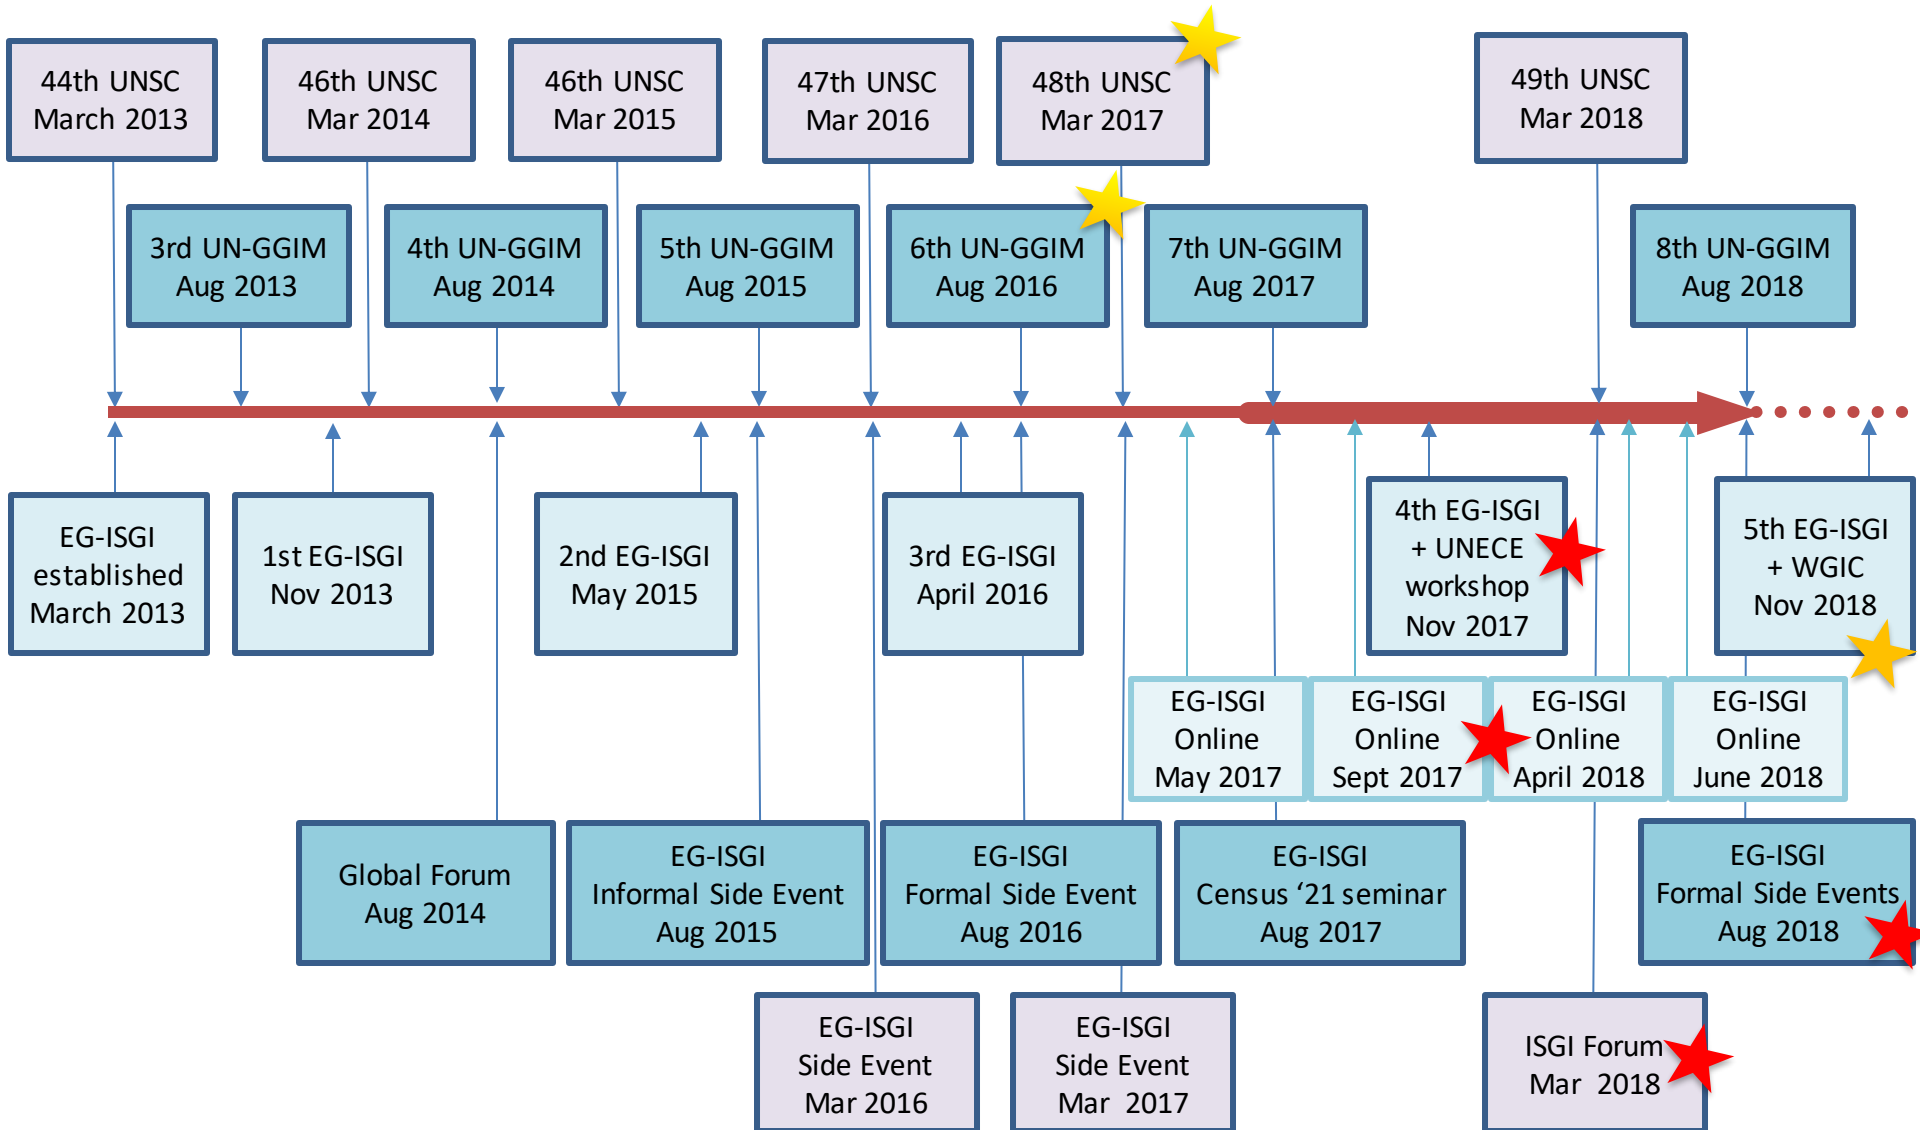 44th UNSC
March 2013
46th UNSC
Mar 2014
46th UNSC
Mar 2015
47th UNSC
Mar 2016
48th UNSC
Mar 2017
49th UNSC
Mar 2018
3rd UN-GGIM
Aug 2013
4th UN-GGIM
Aug 2014
5th UN-GGIM
Aug 2015
6th UN-GGIM
Aug 2016
7th UN-GGIM
Aug 2017
8th UN-GGIM
Aug 2018
EG-ISGI
established
March 2013
1st EG-ISGI
Nov 2013
2nd EG-ISGI
May 2015
3rd EG-ISGI
April 2016
4th EG-ISGI
+ UNECE
workshop
Nov 2017
5th EG-ISGI
+ WGIC
Nov 2018
EG-ISGI
Online
May 2017
EG-ISGI
Online
Sept 2017
EG-ISGI
Online
April 2018
EG-ISGI
Online
June 2018
Global Forum
Aug 2014
EG-ISGI
Informal Side Event
Aug 2015
EG-ISGI
Formal Side Event
Aug 2016
EG-ISGI
Census ‘21 seminar
Aug 2017
EG-ISGI
Formal Side Events
Aug 2018
EG-ISGI
Side Event
Mar 2016
EG-ISGI
Side Event
Mar 2017
ISGI Forum
Mar 2018